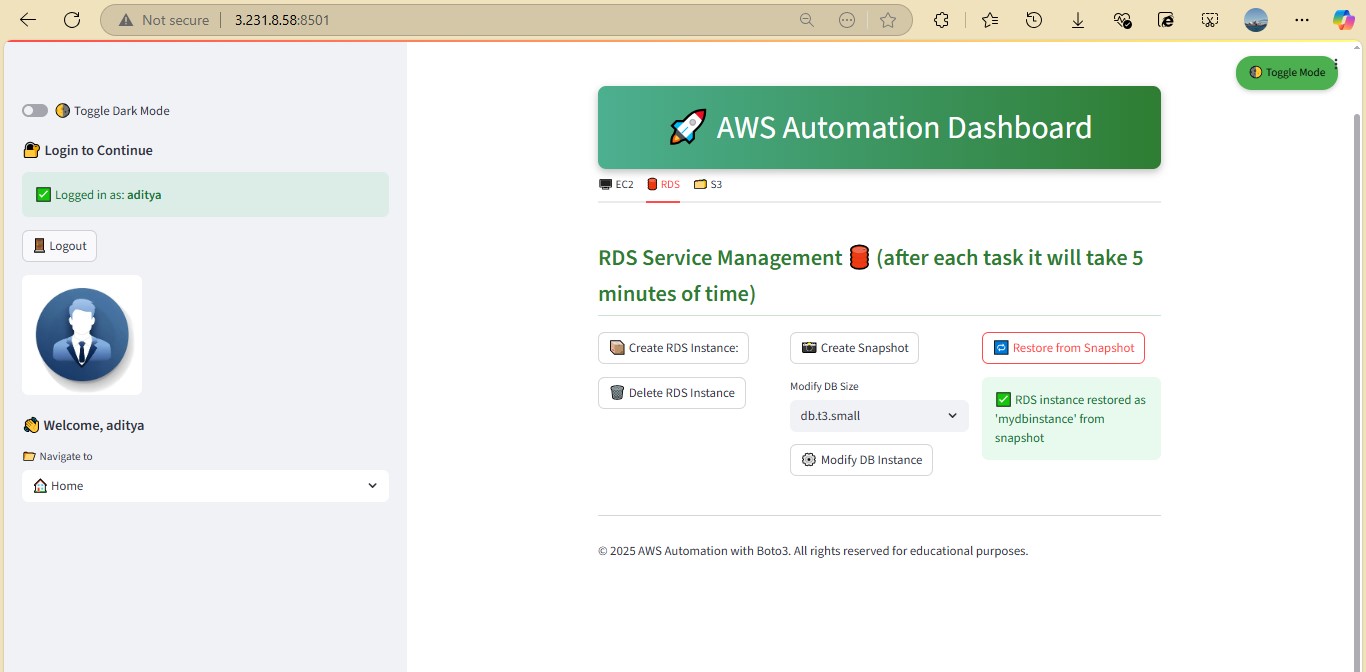 Not secure
3.231.8.58:8501
Toggle Mode
Toggle Dark Mode
Login to Continue
Logged in as: aditya
Logout
Welcome, aditya
Navigate to
Home
AWS Automation Dashboard
EC2
RDS
S3
RDS Service Management (after each task it will take 5
minutes of time)
Create RDS Instance:
Delete RDS Instance
Create Snapshot
Modify DB Size
db.t3.small
Modify DB Instance
Restore from Snapshot
RDS instance restored as
'mydbinstance' from
snapshot
© 2025 AWS Automation with Boto3. All rights reserved for educational purposes.